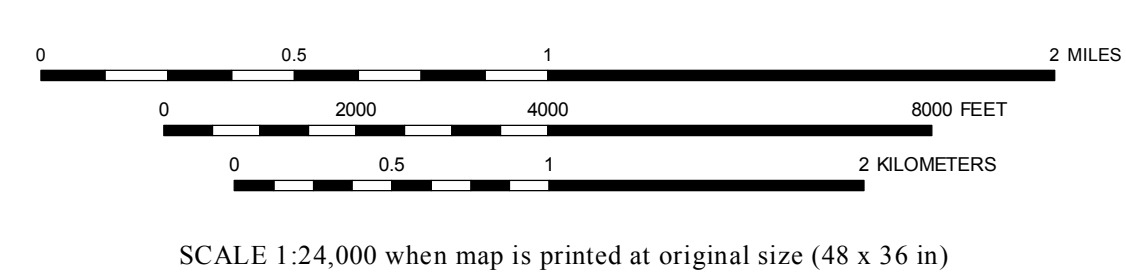 0 0.5 1 2 MILES
0 2000 4000 8000 FEET
0 0.5 1 2 KILOMETERS
SCALE 1:24,000 when map is printed at original size (48 x 36 in)